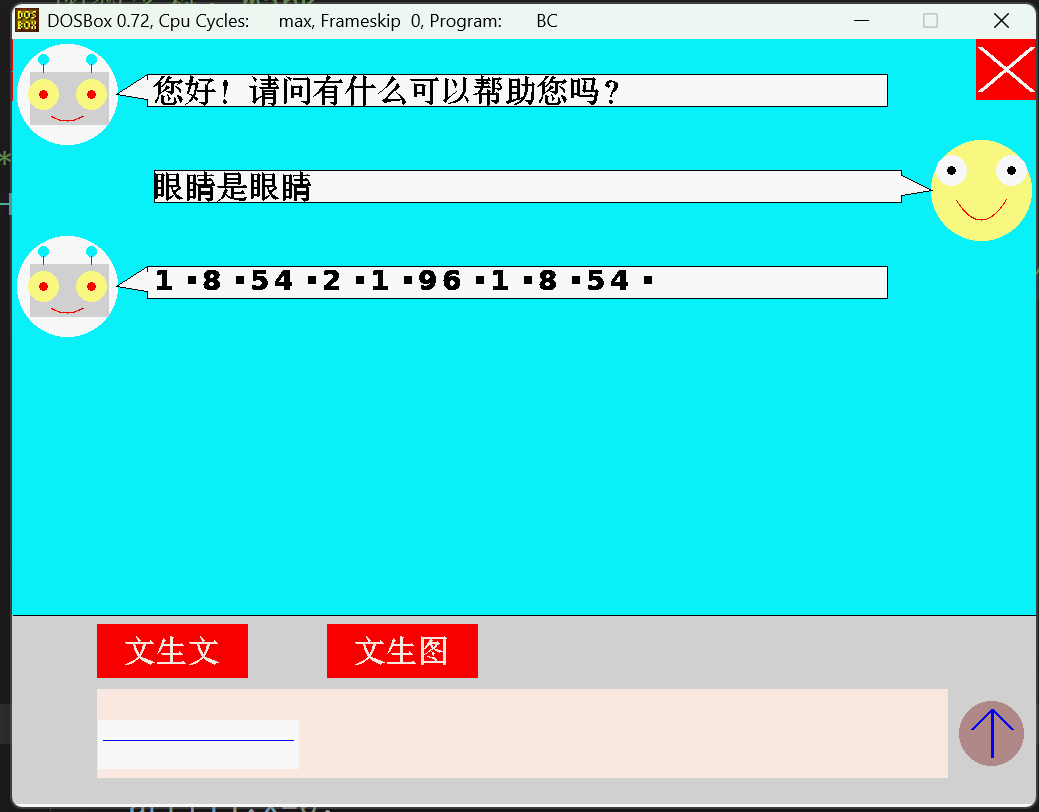 DOSBox 0.72, Cpu Cycles: max, Frameskip 0, Program: BC
您好！请问有什么可以帮助您吗？
眼睛是眼睛
1 ▪8 ▪54 ▪2 ▪1 ▪96 ▪1 ▪8 ▪54 ▪
文生文
文生图